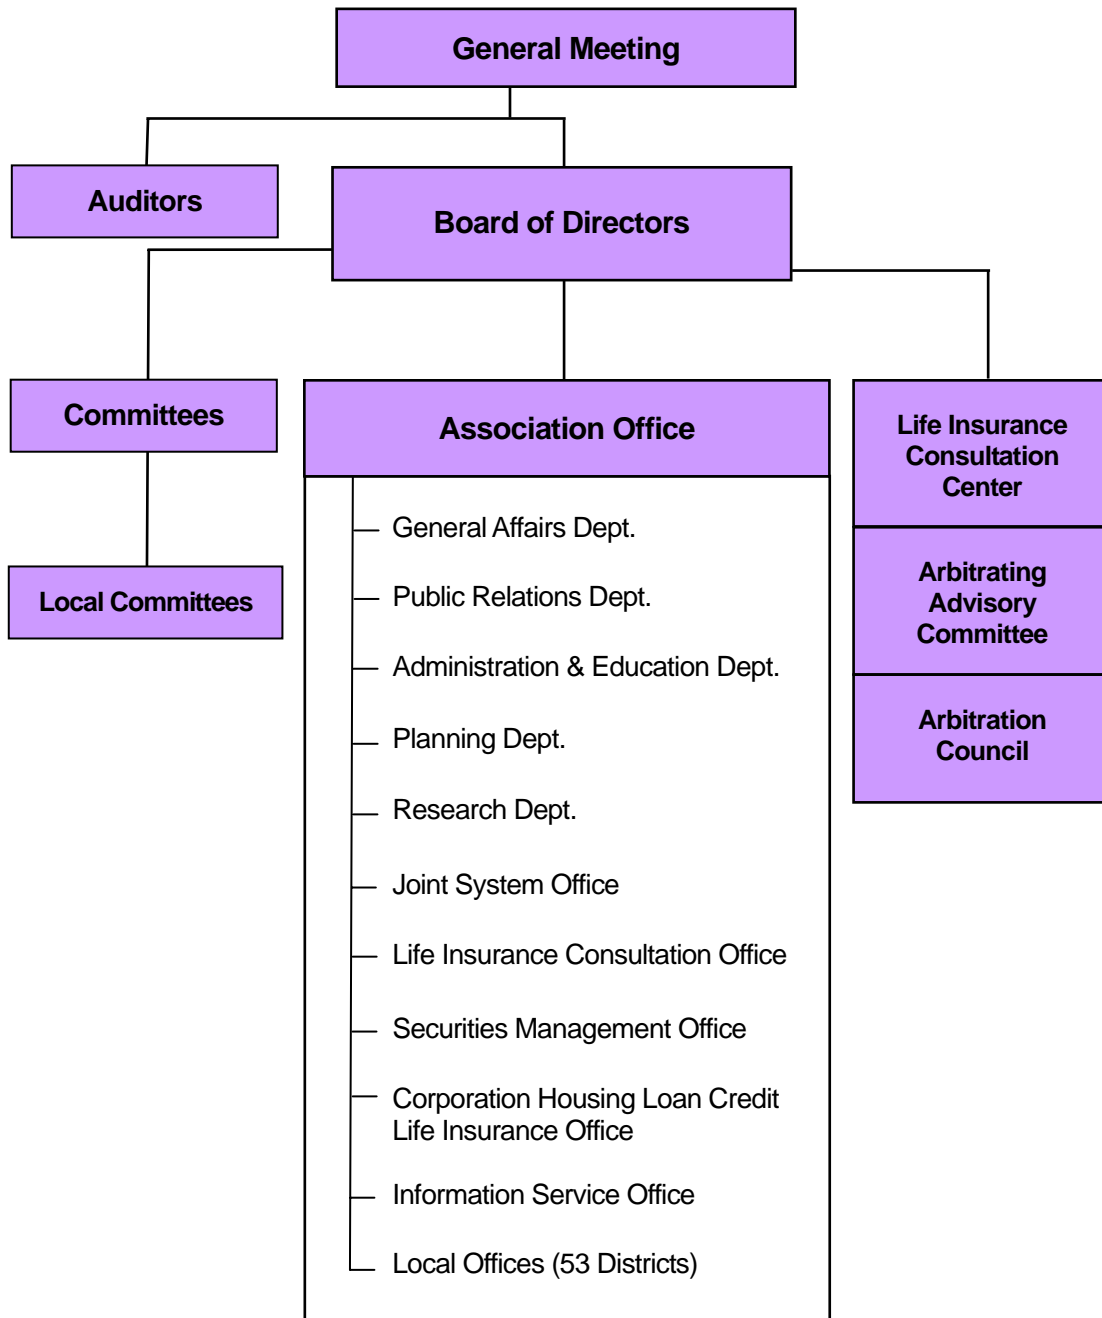 General Meeting
Auditors
Board of Directors
Committees
Association Office
Life Insurance
Consultation
Center
Local Committees
Arbitrating
Advisory
Committee
Arbitration
Council
General Affairs Dept.
Public Relations Dept.
Administration & Education Dept.
Planning Dept.
Research Dept.
Joint System Office
Life Insurance Consultation Office
Securities Management Office
Corporation Housing Loan Credit
Life Insurance Office
Information Service Office
Local Offices (53 Districts)